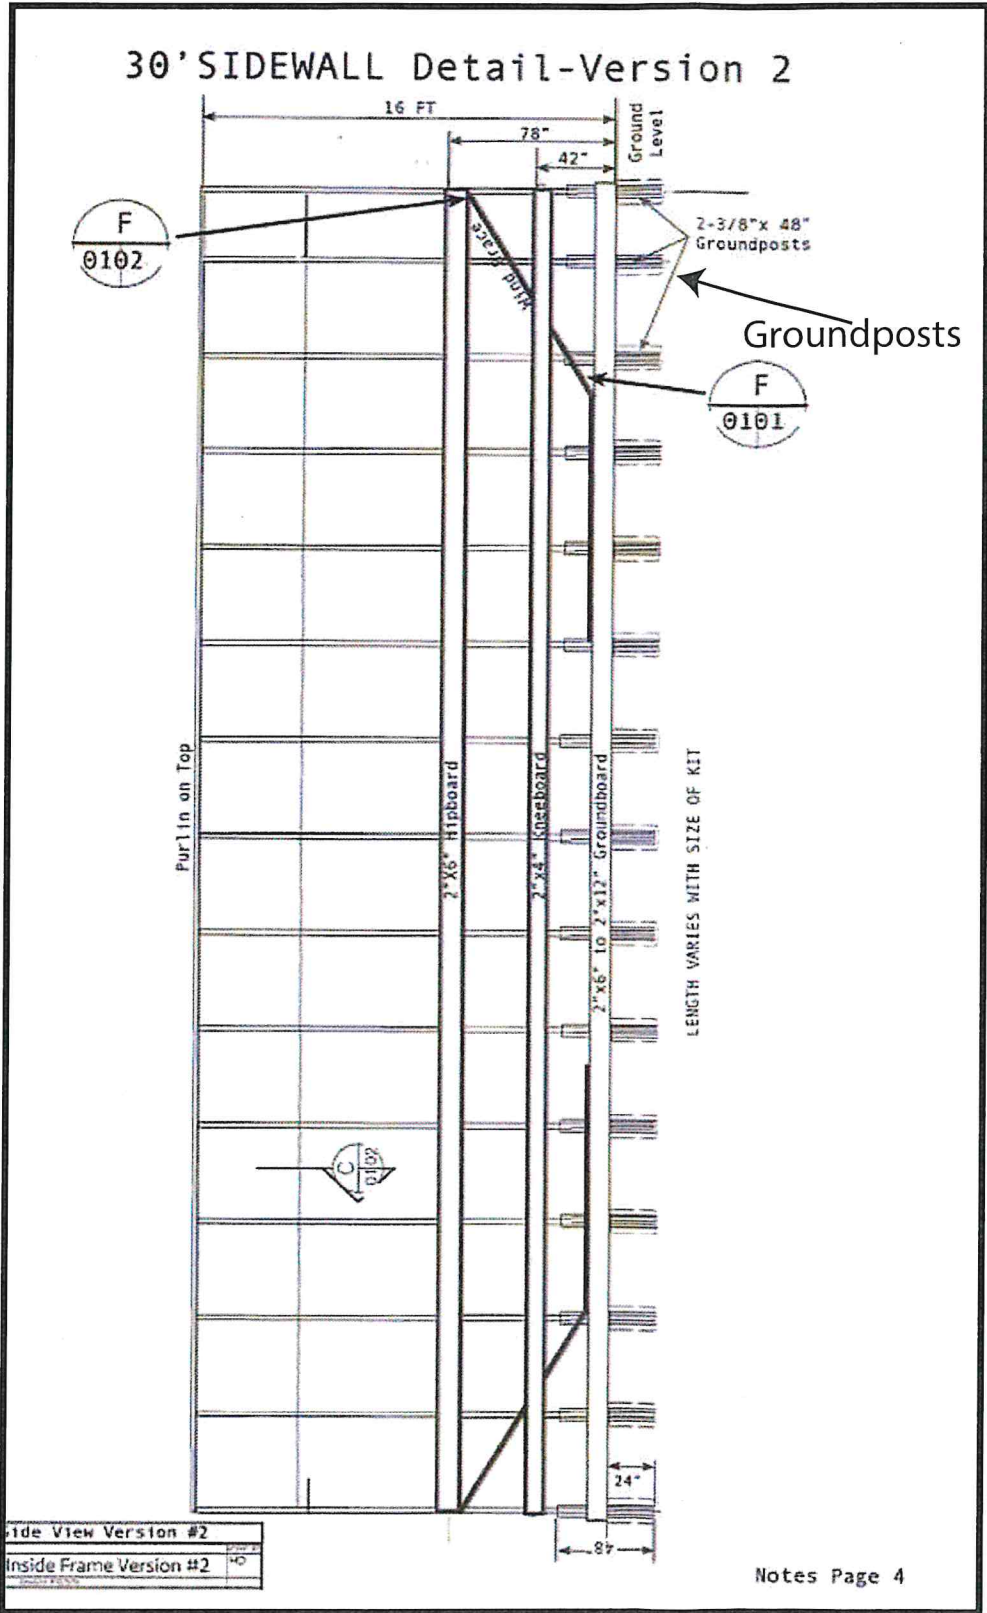 30'SIDEWALL Detail-Version 2
16 FT
78"
42"
Ground
Level
F
0102
Wind Brace
2-3/8"x 48"
Groundposts
Groundposts
F
0101
Purlin on Top
2"X6" Hipboard
2"x4" Kneeboard
2"x6" to 2"x12" Groundboard
LENGTH VARIES WITH SIZE OF KIT
C
0102
24"
48"
Side View Version #2
Inside Frame Version #2
Notes Page 4